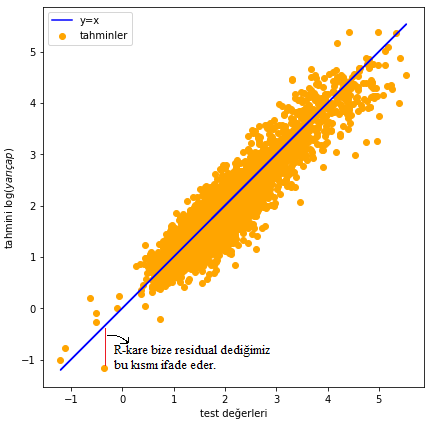 y=x
tahminler
5
4
3
2
1
0
−1
tahmini log(yarıçap)
R-kare bize residual dediğimiz
bu kısmı ifade eder.
−1 0 1 2 3 4 5
test değerleri